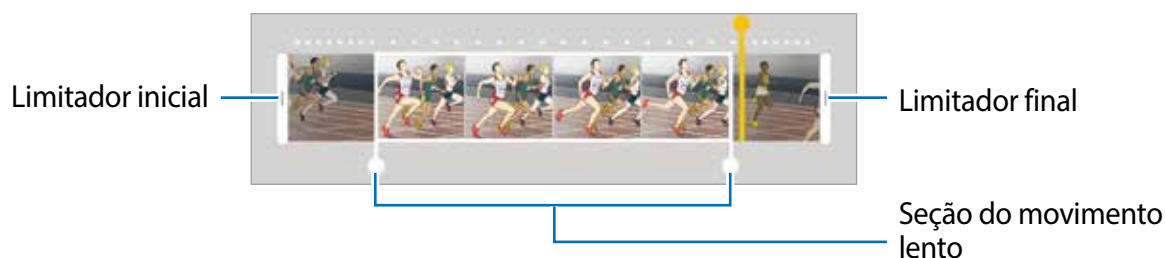 Limitador inicial
Limitador final
Seção do movimento
lento